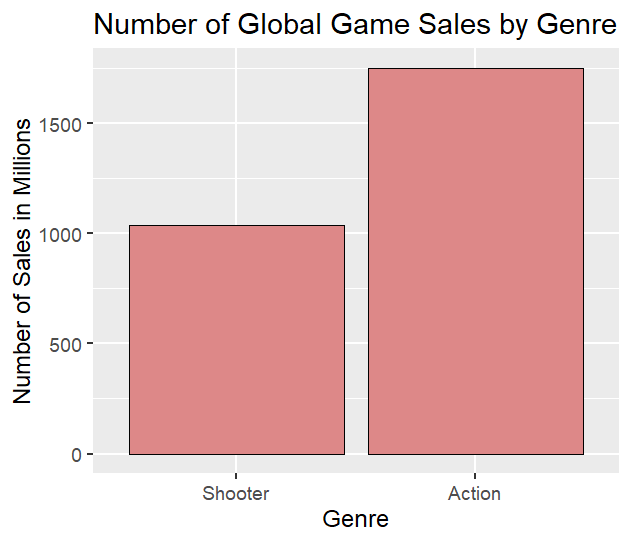 Number of Global Game Sales by Genre
Number of Sales in Millions
1500
1000
500
0
Shooter
Action
Genre